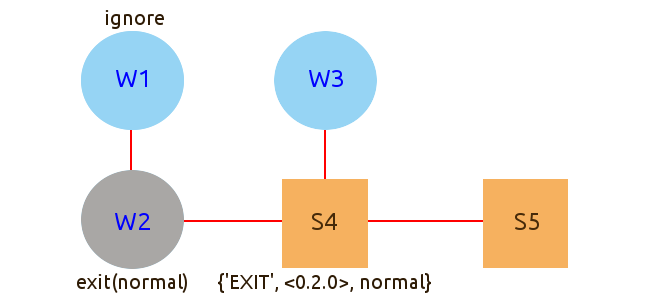 ignore
W1
W3
W2
S4
S5
exit(normal)
{'EXIT', <0.2.0>, normal}